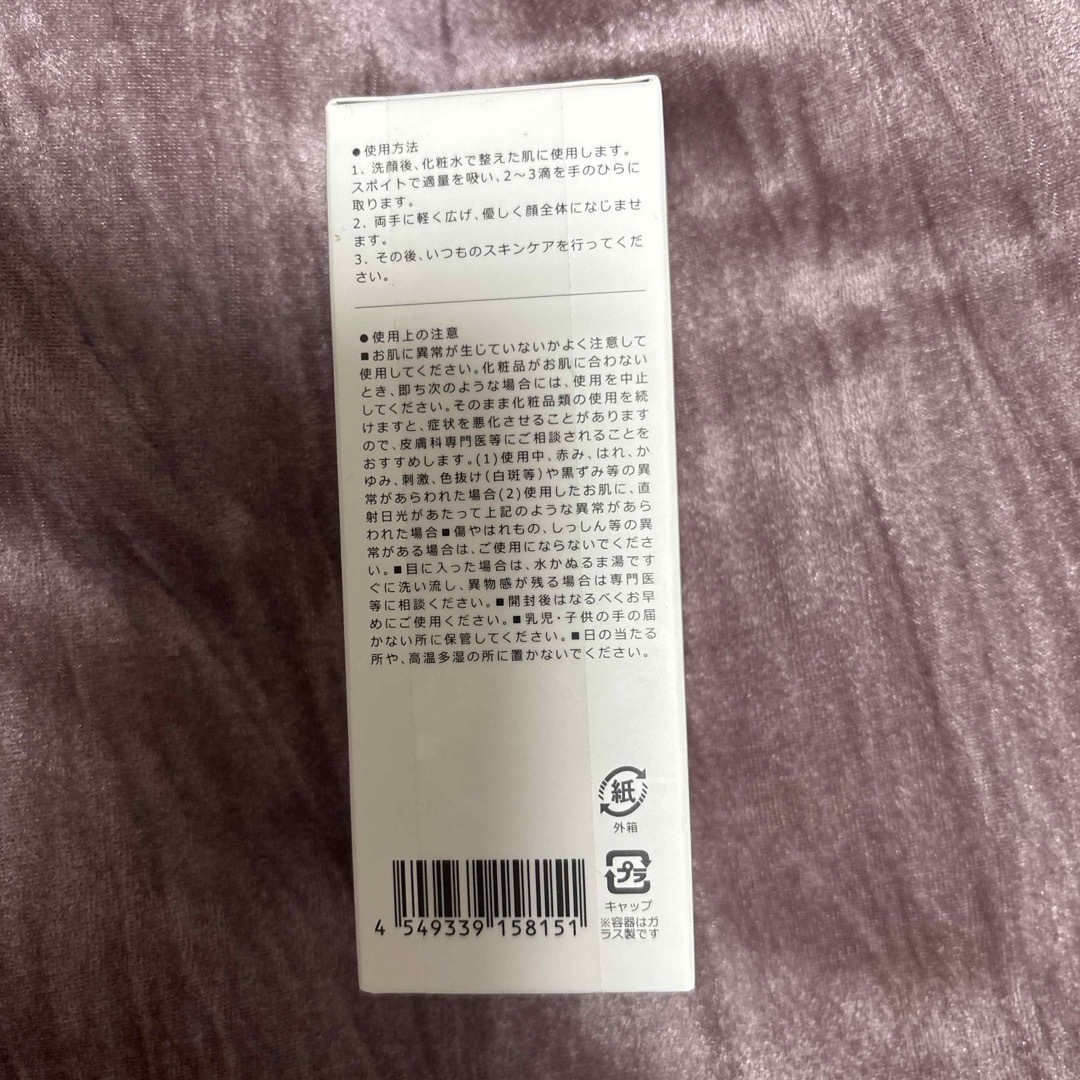 ●使用方法
1. 洗顔後、化粧水で整えた肌に使用します。
スポイトで適量を吸い、2～3滴を手のひらに
取ります。
2. 両手に軽く広げ、優しく顔全体になじませ
ます。
3. その後、いつものスキンケアを行ってくだ
さい。
●使用上の注意
■お肌に異常が生じていないかよく注意して
使用してください。化粧品がお肌に合わない
とき、即ち次のような場合には、使用を中止
してください。そのまま化粧品類の使用を続
けますと、症状を悪化させることがあります
ので、皮膚科専門医等にご相談されることを
おすすめします。(1)使用中、赤み、はれ、か
ゆみ、刺激、色抜け(白斑等)や黒ずみ等の異
常があらわれた場合(2)使用したお肌に、直
射日光があたって上記のような異常があら
われた場合■傷やはれもの、しっしん等の異
常がある場合は、ご使用にならないでくださ
い。■目に入った場合は、水かぬるま湯です
ぐに洗い流し、異物感が残る場合は専門医
等に相談ください。■開封後はなるべくお早
めにご使用ください。■乳児・子供の手の届
かない所に保管してください。■日の当たる
所や、高温多湿の所に置かないでください。
紙
外箱
プラ
キャップ
※容器はガ
ラス製です
4 549339 158151